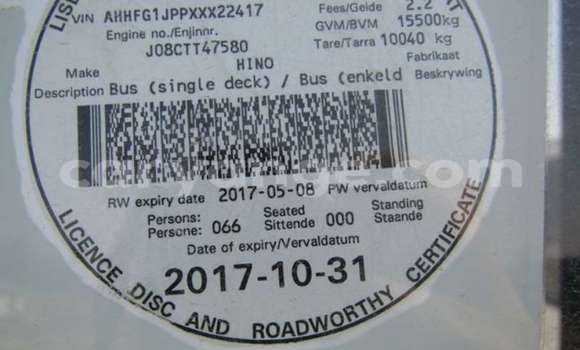 Fees/Gelde 2.2
VIN AHHFG1JPPXXX22417 GVM/BVM 15500kg
Engine no./Enjinnr. Tare/Tarra 10040 kg
J08CTT47580 Fabrikaat
Make HINO
Description Bus (single deck) / Bus (enkeld Beskrywing
RW expiry date 2017-05-08 PW vervaldatum
Persons: 066 Seated 000 Standing
Persone: Sittende Staande
Date of expiry/Vervaldatum
2017-10-31
LICENCE DISC AND ROADWORTHY CERTIFICATE